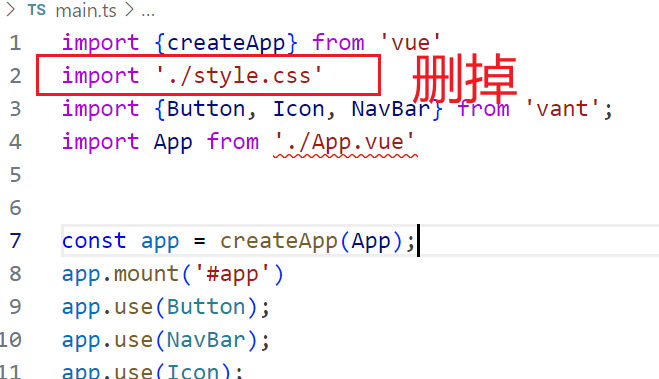 > TS main.ts > ...
1 import {createApp} from 'vue'
2 import './style.css'
删掉
3 import {Button, Icon, NavBar} from 'vant';
4 import App from './App.vue'
5
6
7 const app = createApp(App);
8 app.mount('#app')
9 app.use(Button);
10 app.use(NavBar);
11 app.use(Icon);